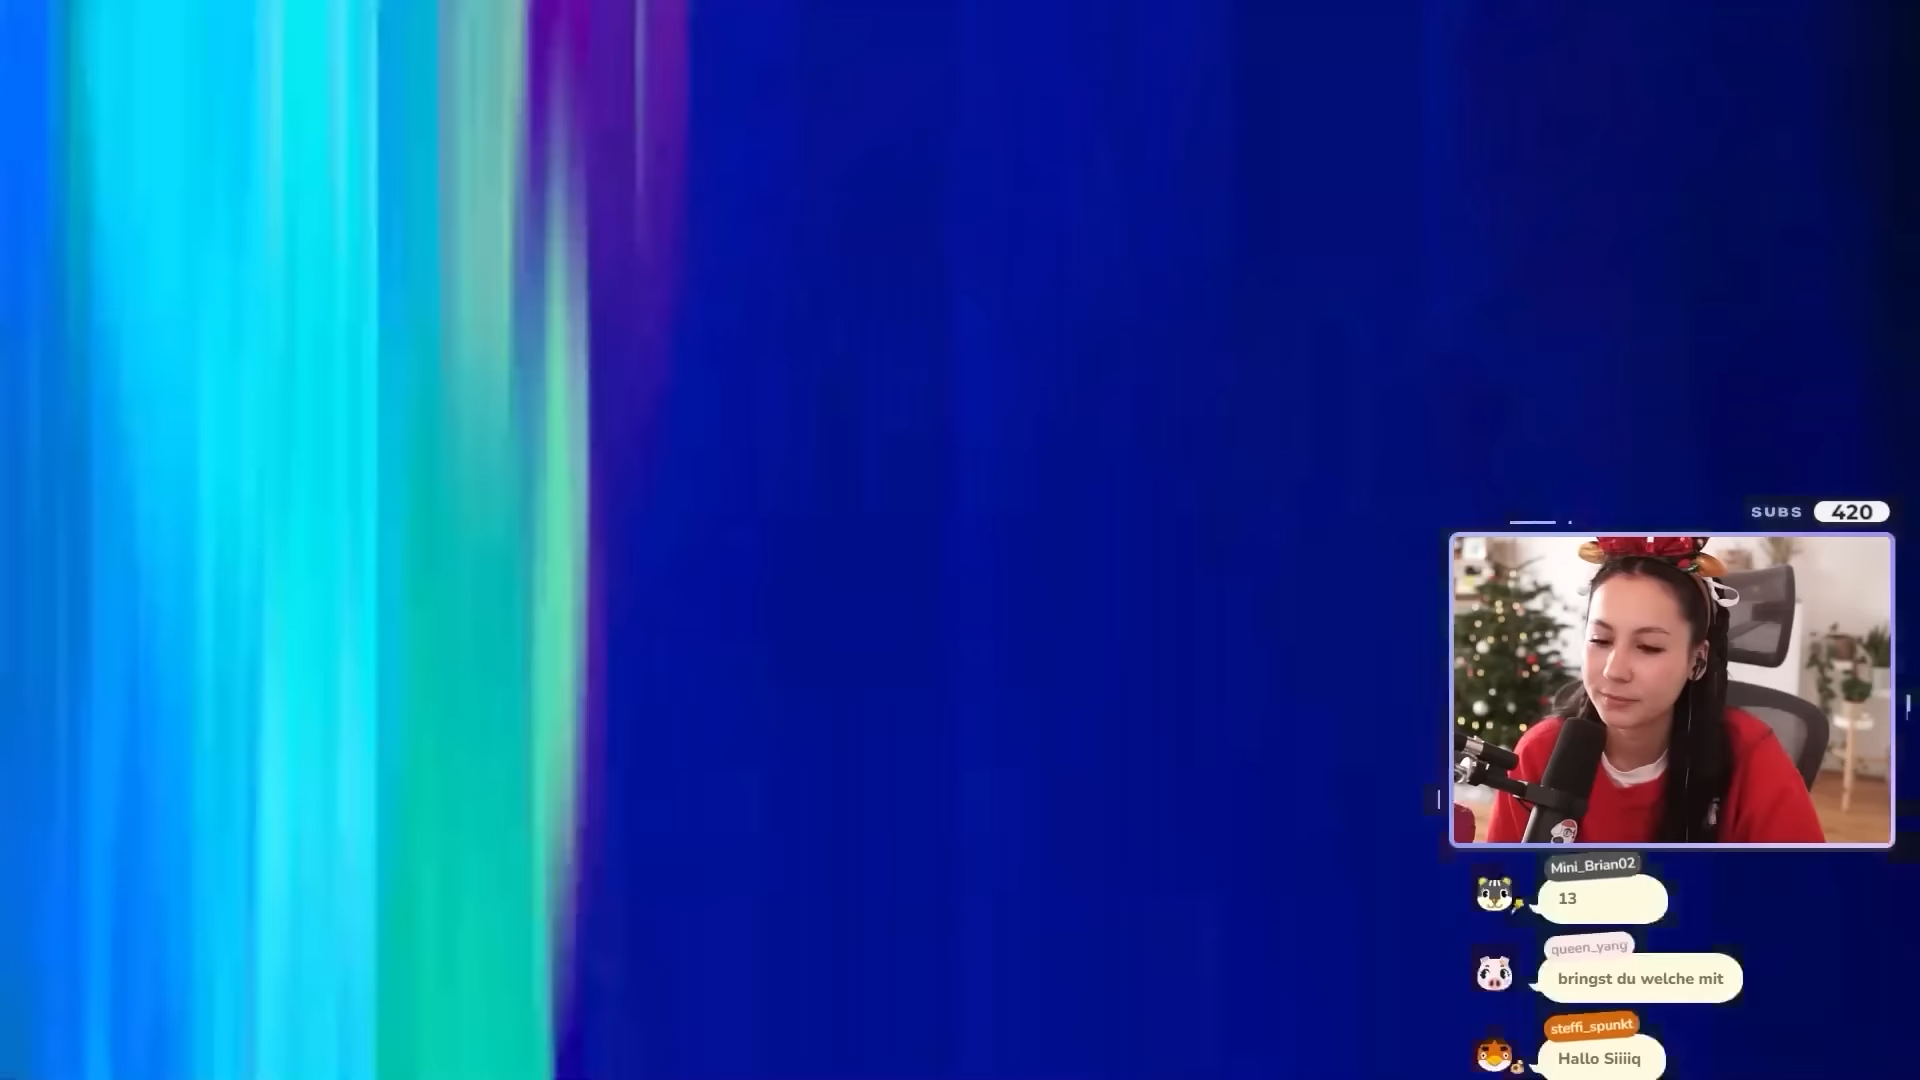 SUBS 420
Mini_Brian02
13
queen_yang
bringst du welche mit
steffi_spunkt
Hallo Siiiiq